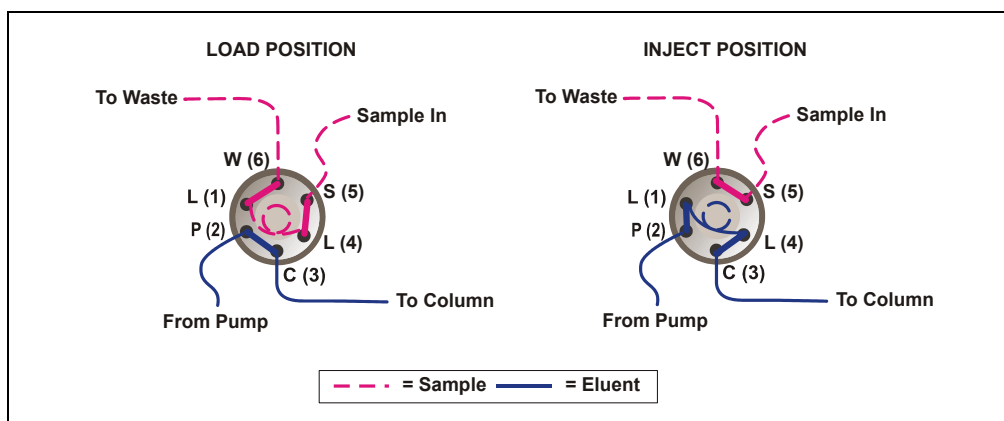 LOAD POSITION
To Waste
Sample In
W (6)
S (5)
L (1)
P (2)
L (4)
C (3)
To Column
From Pump
INJECT POSITION
To Waste
Sample In
W (6)
S (5)
L (1)
P (2)
L (4)
C (3)
To Column
From Pump
= Sample
= Eluent